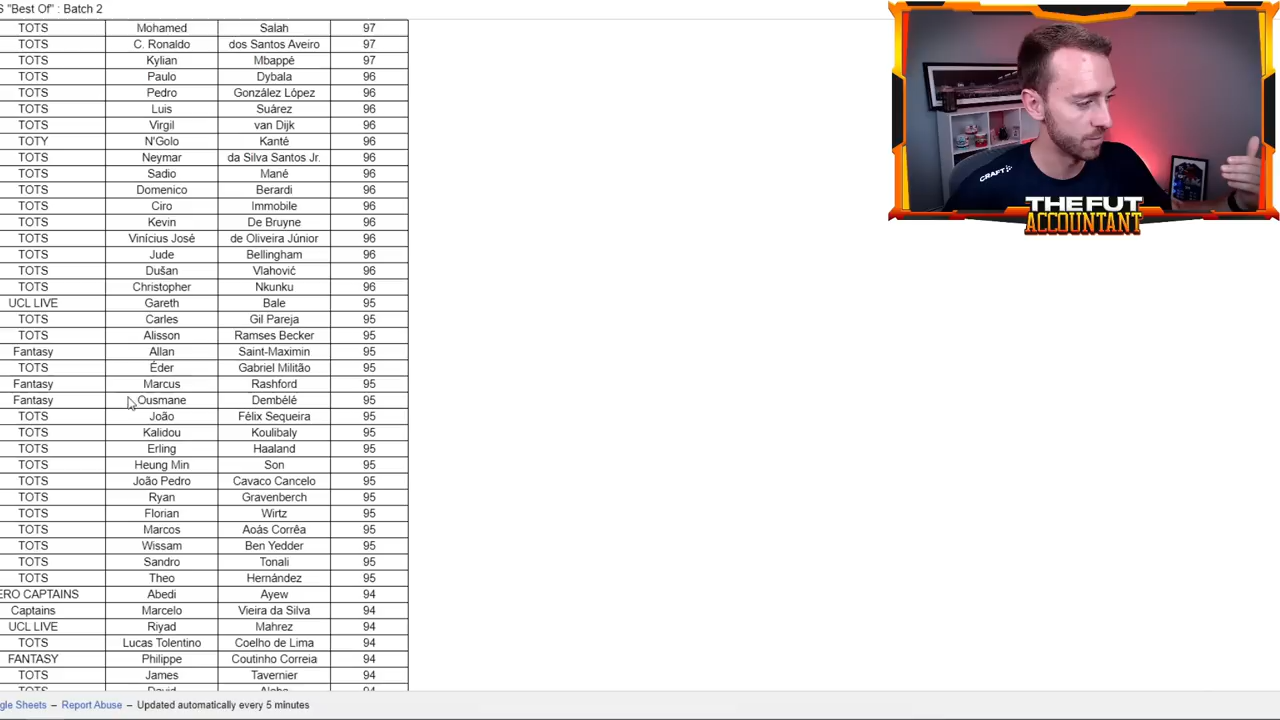 S "Best Of" : Batch 2
TOTS Mohamed Salah 97
TOTS C. Ronaldo dos Santos Aveiro 97
TOTS Kylian Mbappé 97
TOTS Paulo Dybala 96
TOTS Pedro González López 96
TOTS Luis Suárez 96
TOTS Virgil van Dijk 96
TOTY N'Golo Kanté 96
TOTS Neymar da Silva Santos Jr. 96
TOTS Sadio Mané 96
TOTS Domenico Berardi 96
TOTS Ciro Immobile 96
TOTS Kevin De Bruyne 96
TOTS Vinícius José de Oliveira Júnior 96
TOTS Jude Bellingham 96
TOTS Dušan Vlahović 96
TOTS Christopher Nkunku 96
UCL LIVE Gareth Bale 95
TOTS Carles Gil Pareja 95
TOTS Alisson Ramses Becker 95
Fantasy Allan Saint-Maximin 95
TOTS Éder Gabriel Militão 95
Fantasy Marcus Rashford 95
Fantasy Ousmane Dembélé 95
TOTS João Félix Sequeira 95
TOTS Kalidou Koulibaly 95
TOTS Erling Haaland 95
TOTS Heung Min Son 95
TOTS João Pedro Cavaco Cancelo 95
TOTS Ryan Gravenberch 95
TOTS Florian Wirtz 95
TOTS Marcos Aoás Corrêa 95
TOTS Wissam Ben Yedder 95
TOTS Sandro Tonali 95
TOTS Theo Hernández 95
ERO CAPTAINS Abedi Ayew 94
Captains Marcelo Vieira da Silva 94
UCL LIVE Riyad Mahrez 94
TOTS Lucas Tolentino Coelho de Lima 94
FANTASY Philippe Coutinho Correia 94
TOTS James Tavernier 94
TOTS David Alaba 94
gle Sheets – Report Abuse – Updated automatically every 5 minutes
CRAFT
THE FUT
ACCOUNTANT